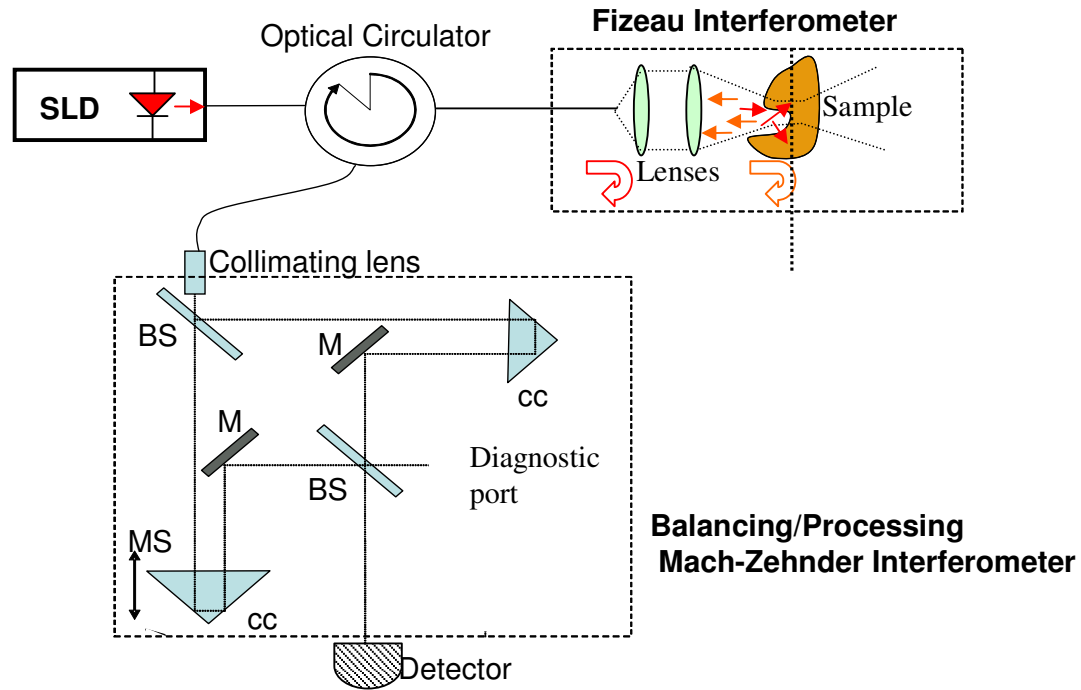 Fizeau Interferometer
Optical Circulator
SLD
Sample
Lenses
Collimating lens
BS
M
cc
M
BS
Diagnostic
port
MS
cc
Balancing/Processing
Mach-Zehnder Interferometer
Detector